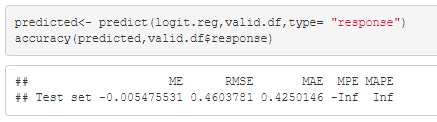 predicted<- predict(logit.reg,valid.df,type= "response")
accuracy(predicted,valid.df$response)
## ME RMSE MAE MPE MAPE
## Test set -0.005475531 0.4603781 0.4250146 -Inf Inf